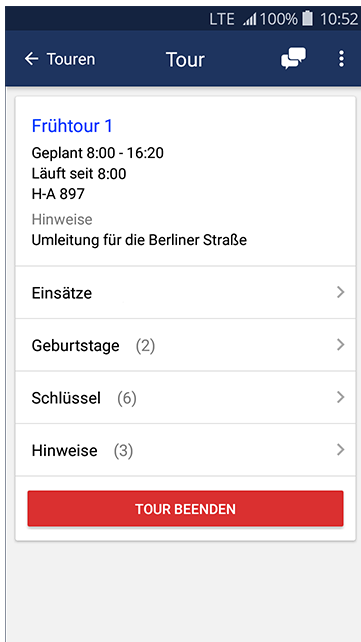 LTE 100% 10:52
Touren Tour
Frühtour 1
Geplant 8:00 - 16:20
Läuft seit 8:00
H-A 897
Hinweise
Umleitung für die Berliner Straße
Einsätze
Geburtstage (2)
Schlüssel (6)
Hinweise (3)
TOUR BEENDEN